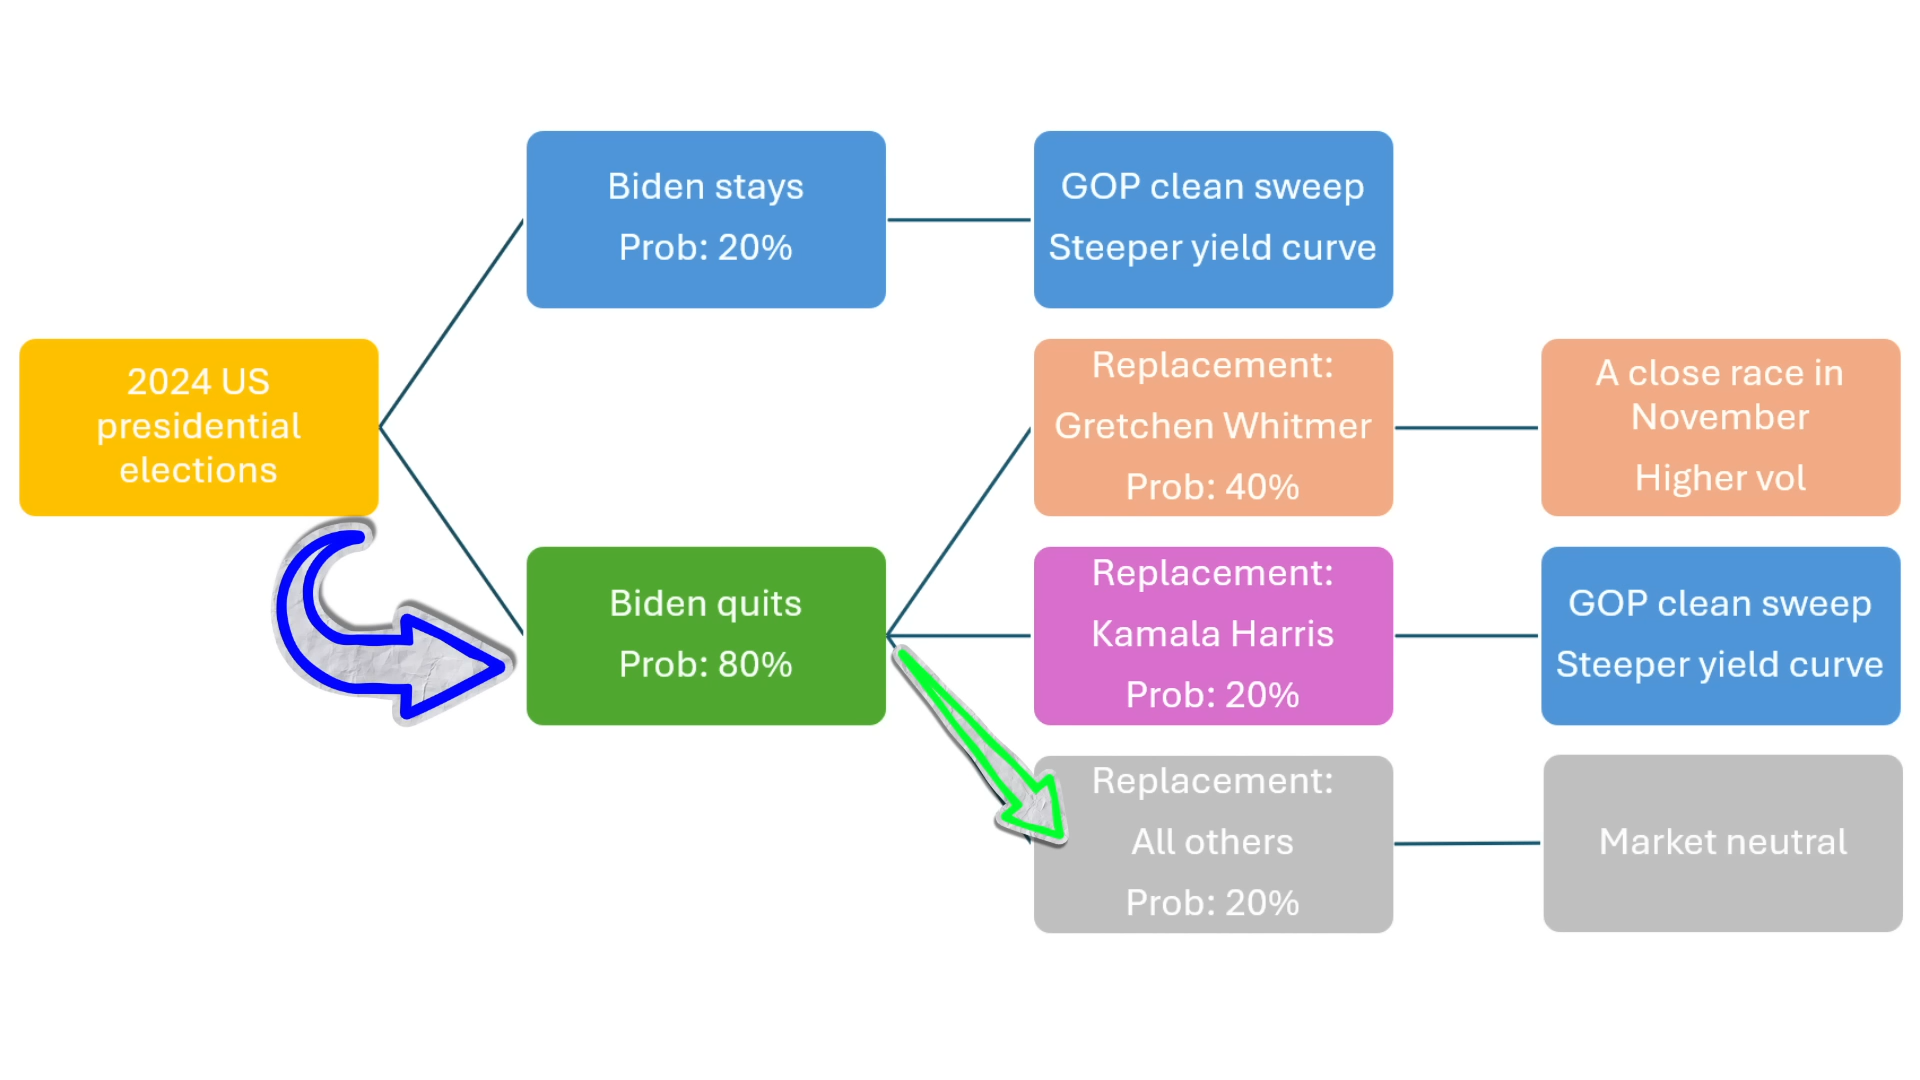 Biden stays
Prob: 20%
GOP clean sweep
Steeper yield curve
2024 US
presidential
elections
Replacement:
Gretchen Whitmer
Prob: 40%
A close race in
November
Higher vol
Biden quits
Prob: 80%
Replacement:
Kamala Harris
Prob: 20%
GOP clean sweep
Steeper yield curve
Replacement:
All others
Prob: 20%
Market neutral